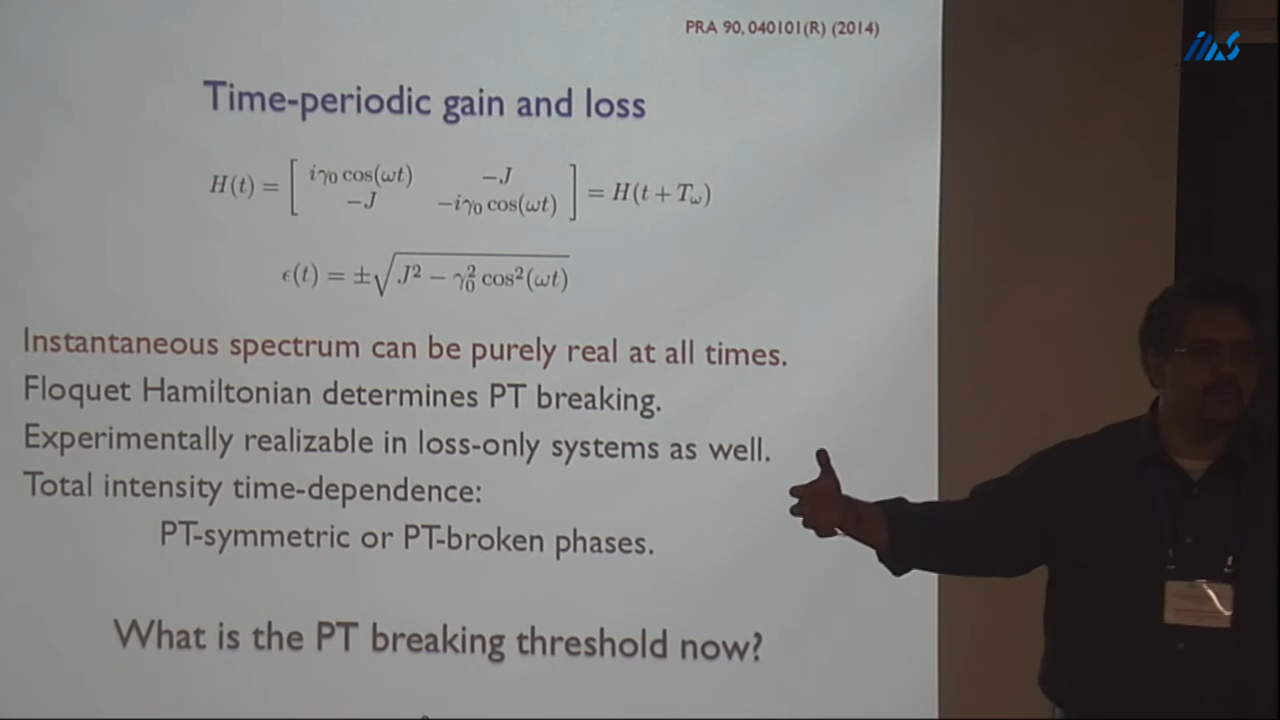 PRA 90, 040101(R) (2014)
IMS
Time-periodic gain and loss
H(t) = [ iγ₀ cos(ωt) −J
−J −iγ₀ cos(ωt) ] = H(t + T_ω)
ϵ(t) = ±√(J² − γ₀² cos²(ωt))
Instantaneous spectrum can be purely real at all times.
Floquet Hamiltonian determines PT breaking.
Experimentally realizable in loss-only systems as well.
Total intensity time-dependence:
PT-symmetric or PT-broken phases.
What is the PT breaking threshold now?